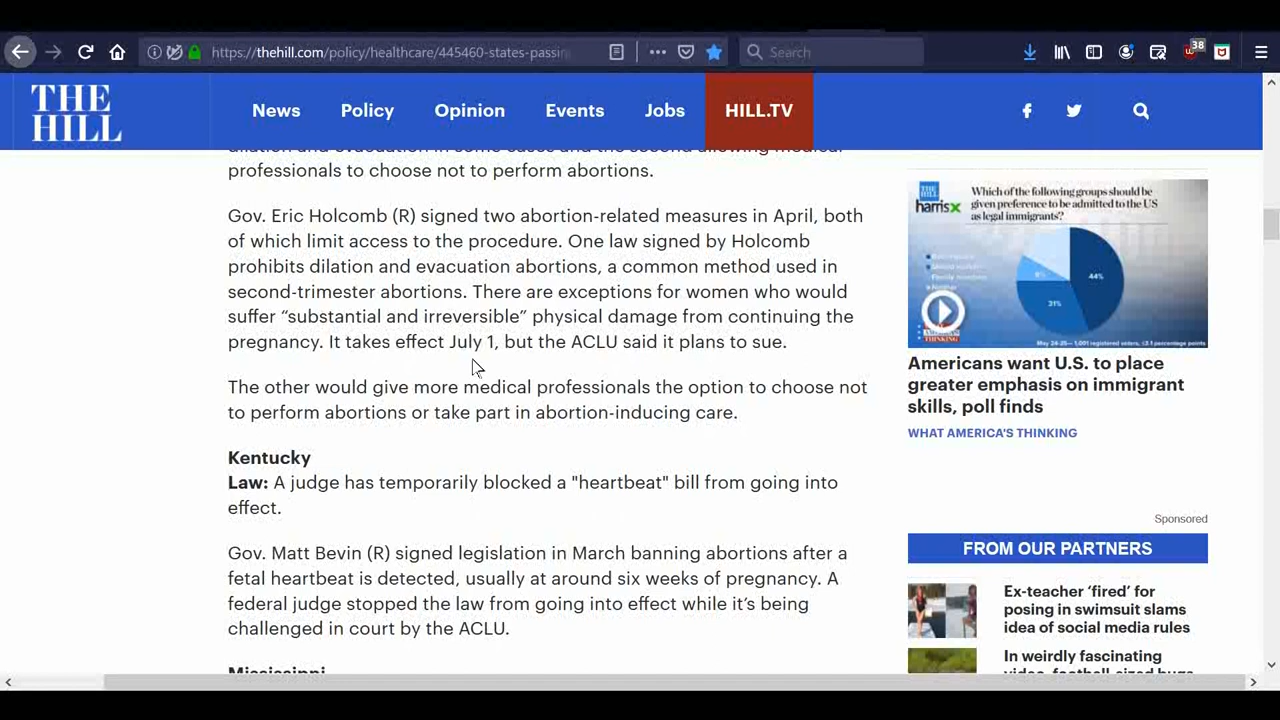 38
https://thehill.com/policy/healthcare/445460-states-passin
Search
THE
HILL
News
Policy
Opinion
Events
Jobs
HILL.TV
dilation and evacuation in some cases and the second allowing medical
professionals to choose not to perform abortions.
Gov. Eric Holcomb (R) signed two abortion-related measures in April, both
of which limit access to the procedure. One law signed by Holcomb
prohibits dilation and evacuation abortions, a common method used in
second-trimester abortions. There are exceptions for women who would
suffer “substantial and irreversible” physical damage from continuing the
pregnancy. It takes effect July 1, but the ACLU said it plans to sue.
The other would give more medical professionals the option to choose not
to perform abortions or take part in abortion-inducing care.
Kentucky
Law: A judge has temporarily blocked a "heartbeat" bill from going into
effect.
Gov. Matt Bevin (R) signed legislation in March banning abortions after a
fetal heartbeat is detected, usually at around six weeks of pregnancy. A
federal judge stopped the law from going into effect while it’s being
challenged in court by the ACLU.
Mississippi
THE
HILL
harrisx
Which of the following groups should be
given preference to be admitted to the US
as legal immigrants?
44%
31%
8%
Americans want U.S. to place
greater emphasis on immigrant
skills, poll finds
WHAT AMERICA'S THINKING
Sponsored
FROM OUR PARTNERS
Ex-teacher ‘fired’ for
posing in swimsuit slams
idea of social media rules
In weirdly fascinating
video, football-sized bugs